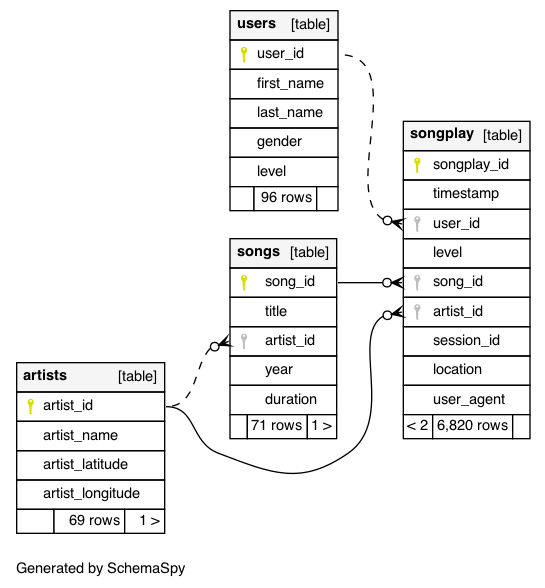 users [table]
user_id
first_name
last_name
gender
level
96 rows
songplay [table]
songplay_id
timestamp
user_id
level
song_id
artist_id
session_id
location
user_agent
< 2 6,820 rows
songs [table]
song_id
title
artist_id
year
duration
71 rows 1 >
artists [table]
artist_id
artist_name
artist_latitude
artist_longitude
69 rows 1 >
Generated by SchemaSpy